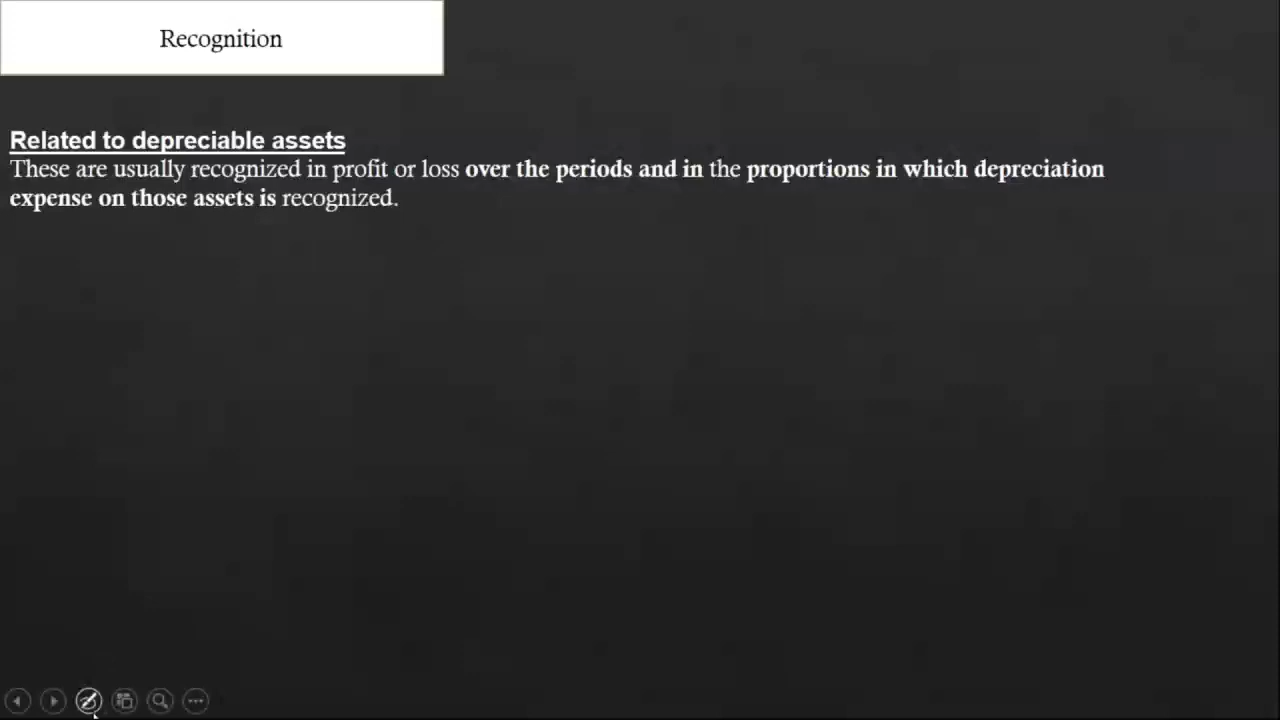 Recognition
Related to depreciable assets
These are usually recognized in profit or loss over the periods and in the proportions in which depreciation
expense on those assets is recognized.